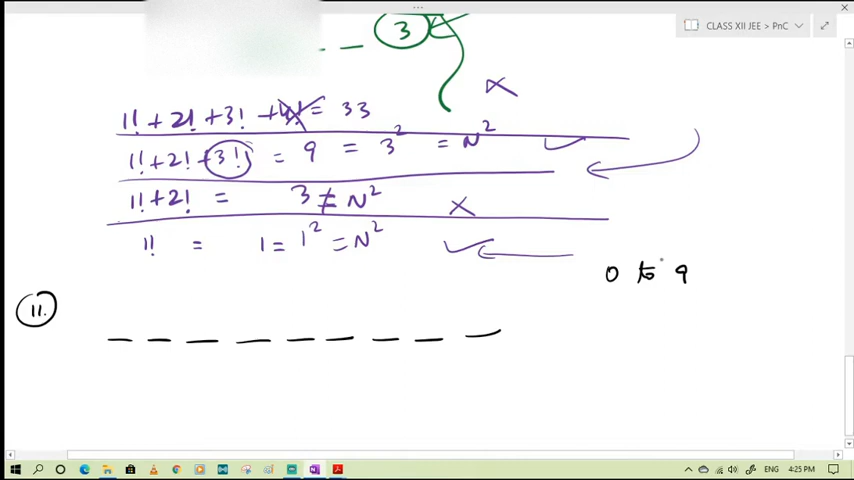 CLASS XII JEE > PnC
3
1! + 2! + 3! + 4! = 33 ×
1! + 2! + 3! = 9 = 3² = N² ✓
1! + 2! = 3 ≠ N² ×
1! = 1 = 1² = N² ✓
0 to 9
11.
ENG 4:25 PM